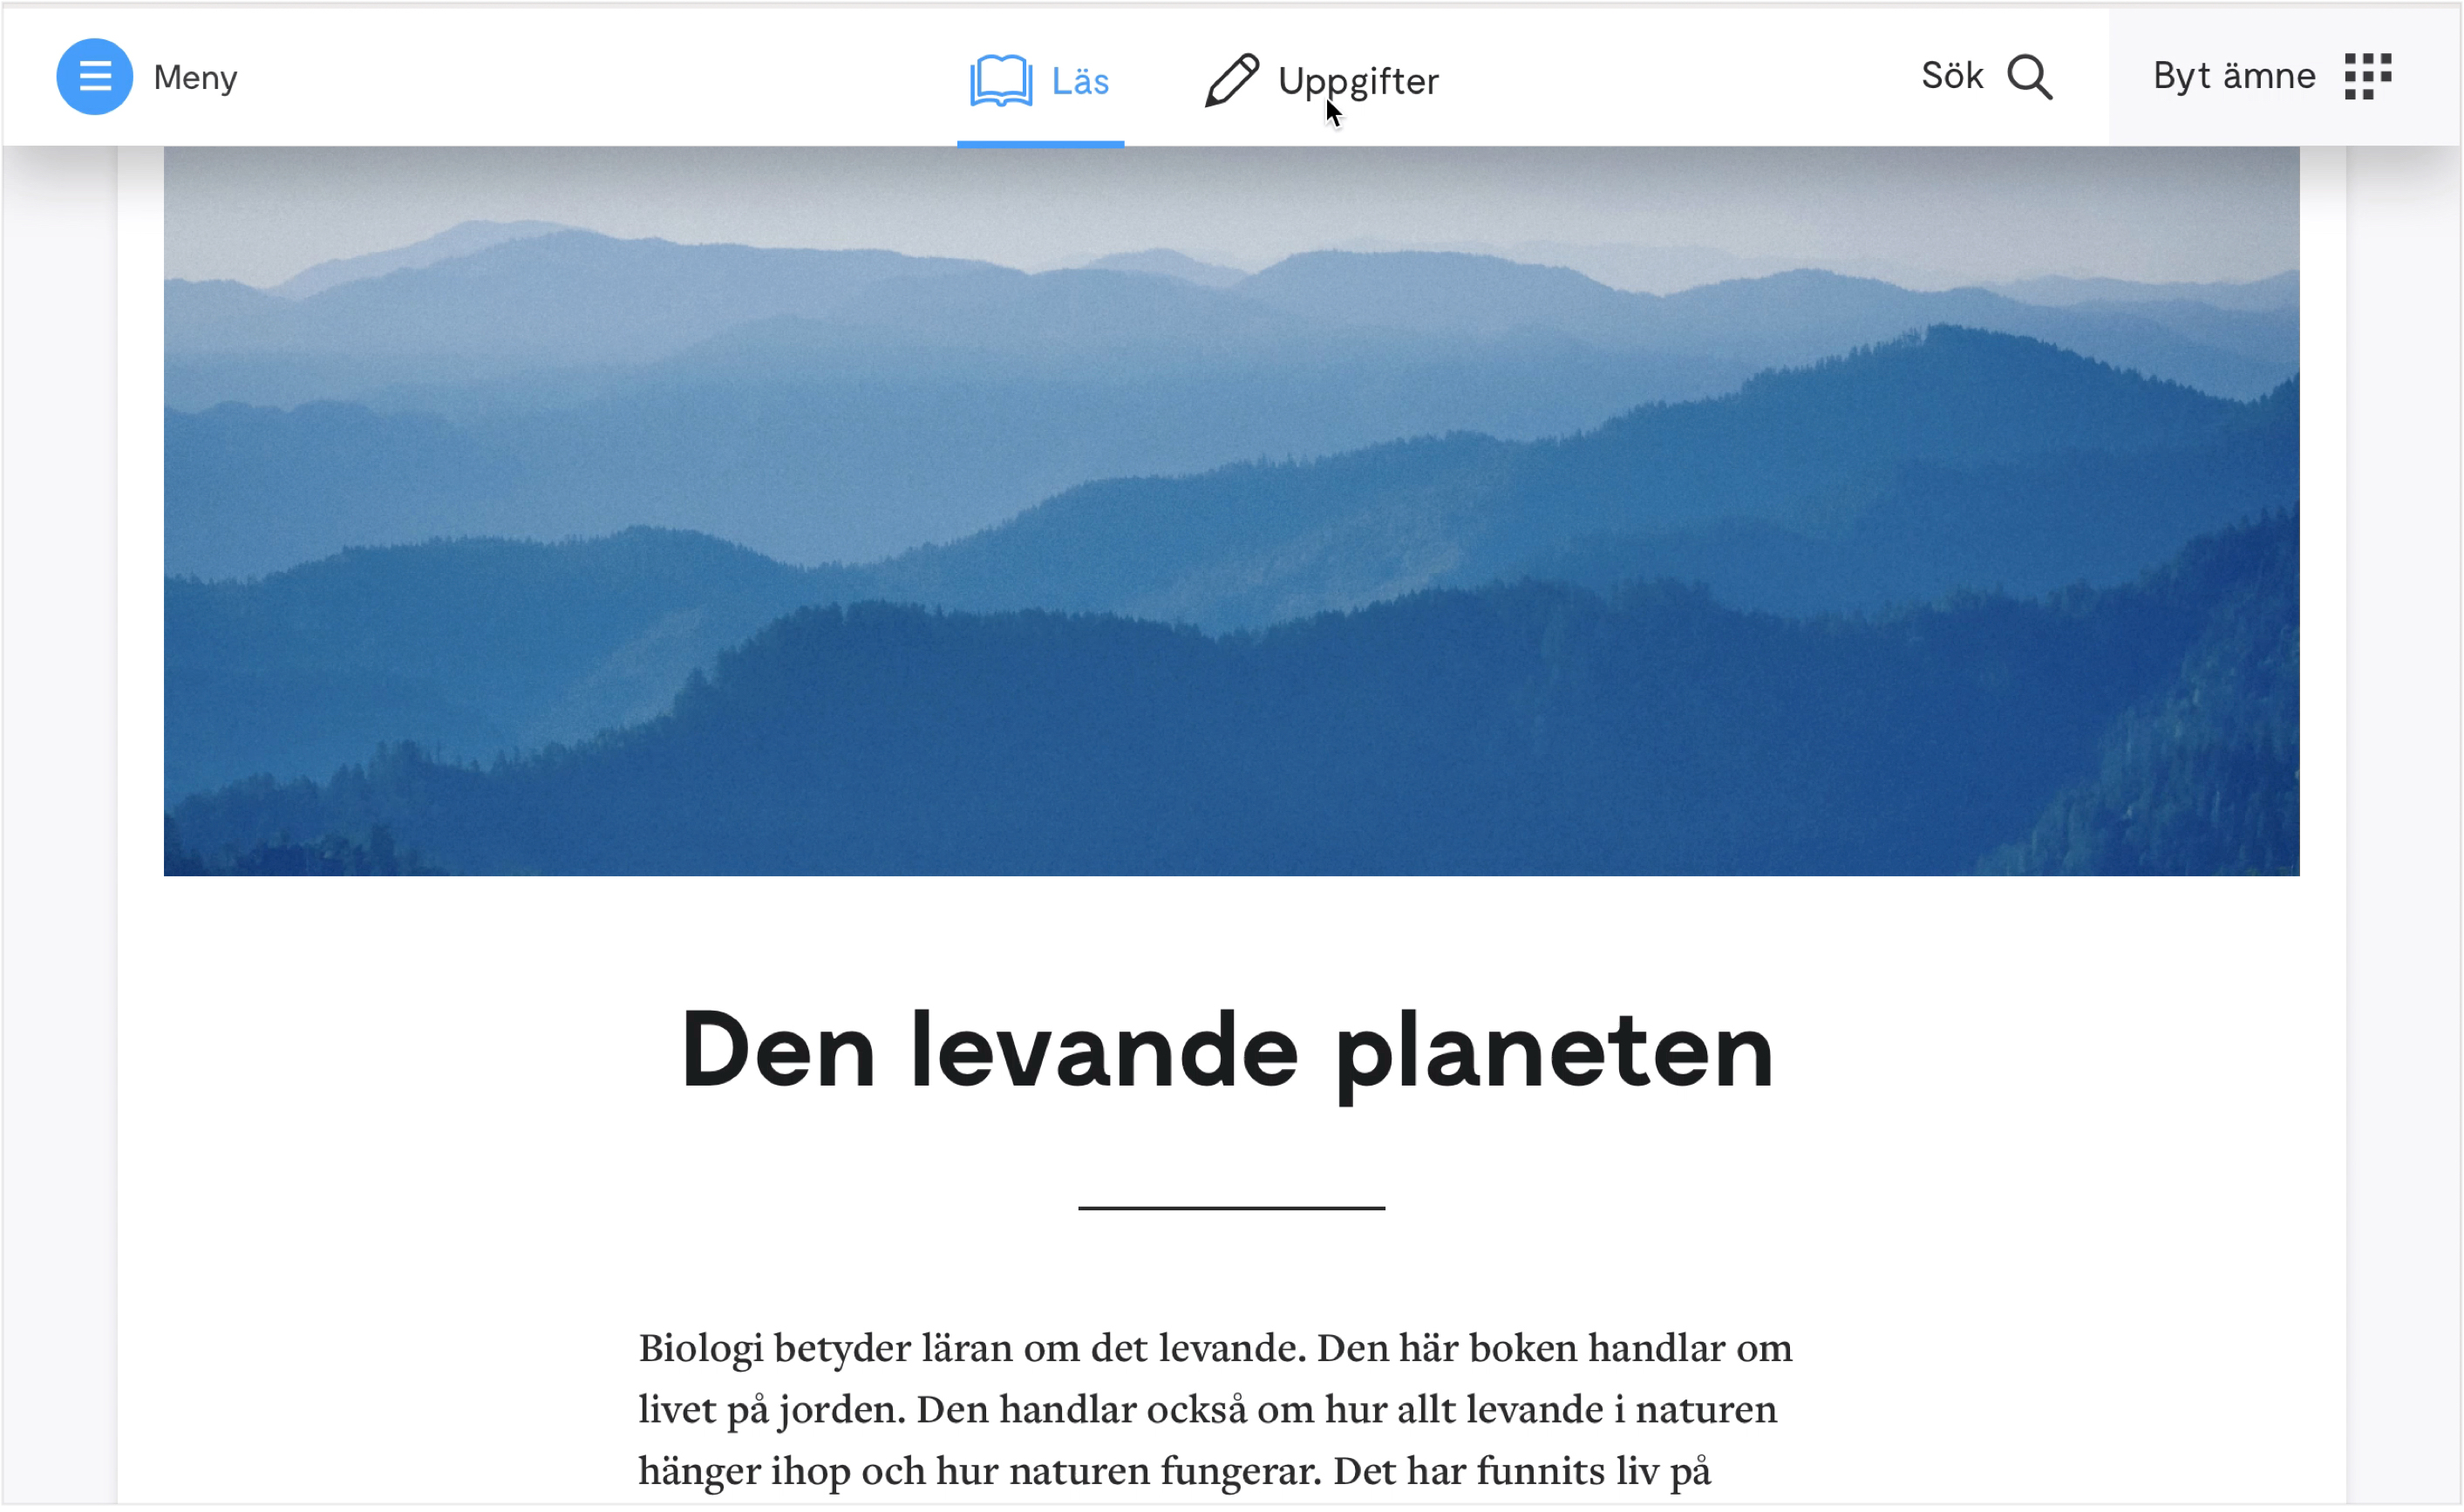 Meny
Läs
Uppgifter
Sök
Byt ämne
Den levande planeten
Biologi betyder läran om det levande. Den här boken handlar om
livet på jorden. Den handlar också om hur allt levande i naturen
hänger ihop och hur naturen fungerar. Det har funnits liv på